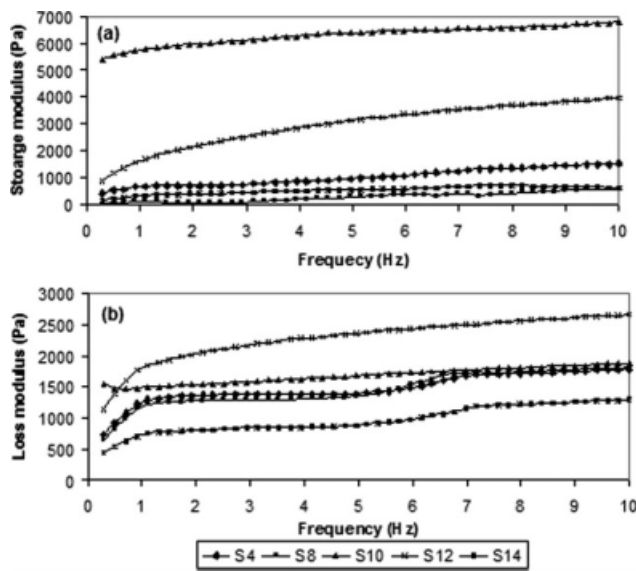 (a)
Stoarge modulus (Pa)
7000
6000
5000
4000
3000
2000
1000
0
0 1 2 3 4 5 6 7 8 9 10
Frequecy (Hz)
(b)
Loss modulus (Pa)
3000
2500
2000
1500
1000
500
0
0 1 2 3 4 5 6 7 8 9 10
Frequency (Hz)
S4 S8 S10 S12 S14